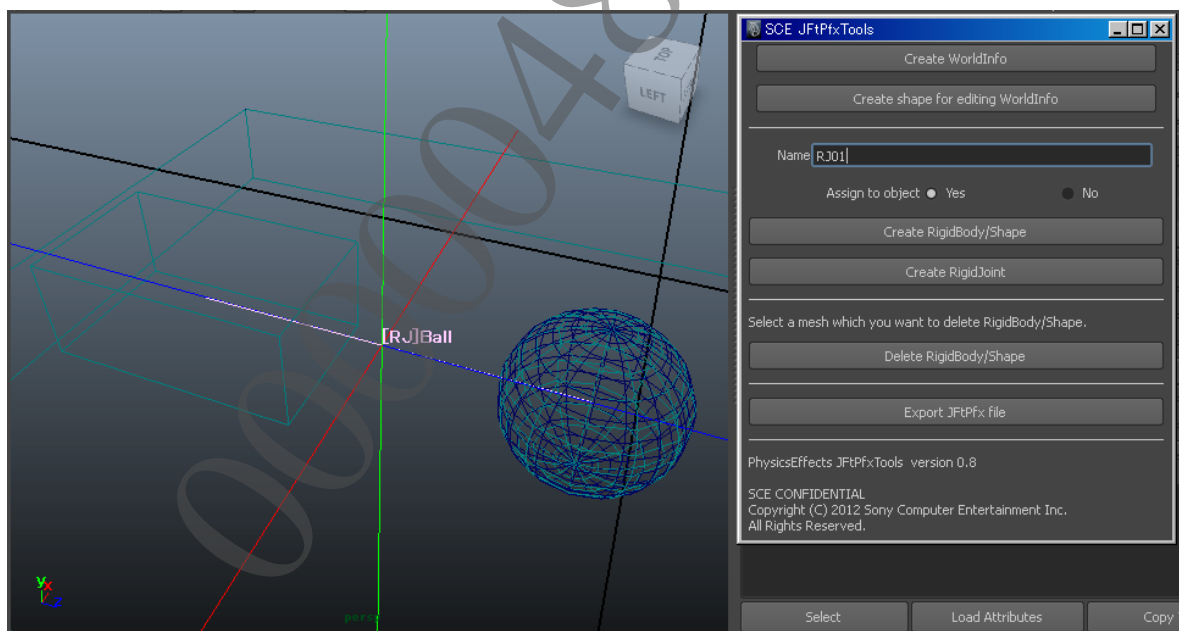 SCE JFtPfxTools
Create WorldInfo
Create shape for editing WorldInfo
Name RJ01
Assign to object Yes No
Create RigidBody/Shape
Create RigidJoint
Select a mesh which you want to delete RigidBody/Shape.
Delete RigidBody/Shape
Export JFtPfx file
PhysicsEffects JFtPfxTools version 0.8
SCE CONFIDENTIAL
Copyright (C) 2012 Sony Computer Entertainment Inc.
All Rights Reserved.
Select
Load Attributes
Copy
TOP
LEFT
[RJ]Ball
y
x
z
persp
000048